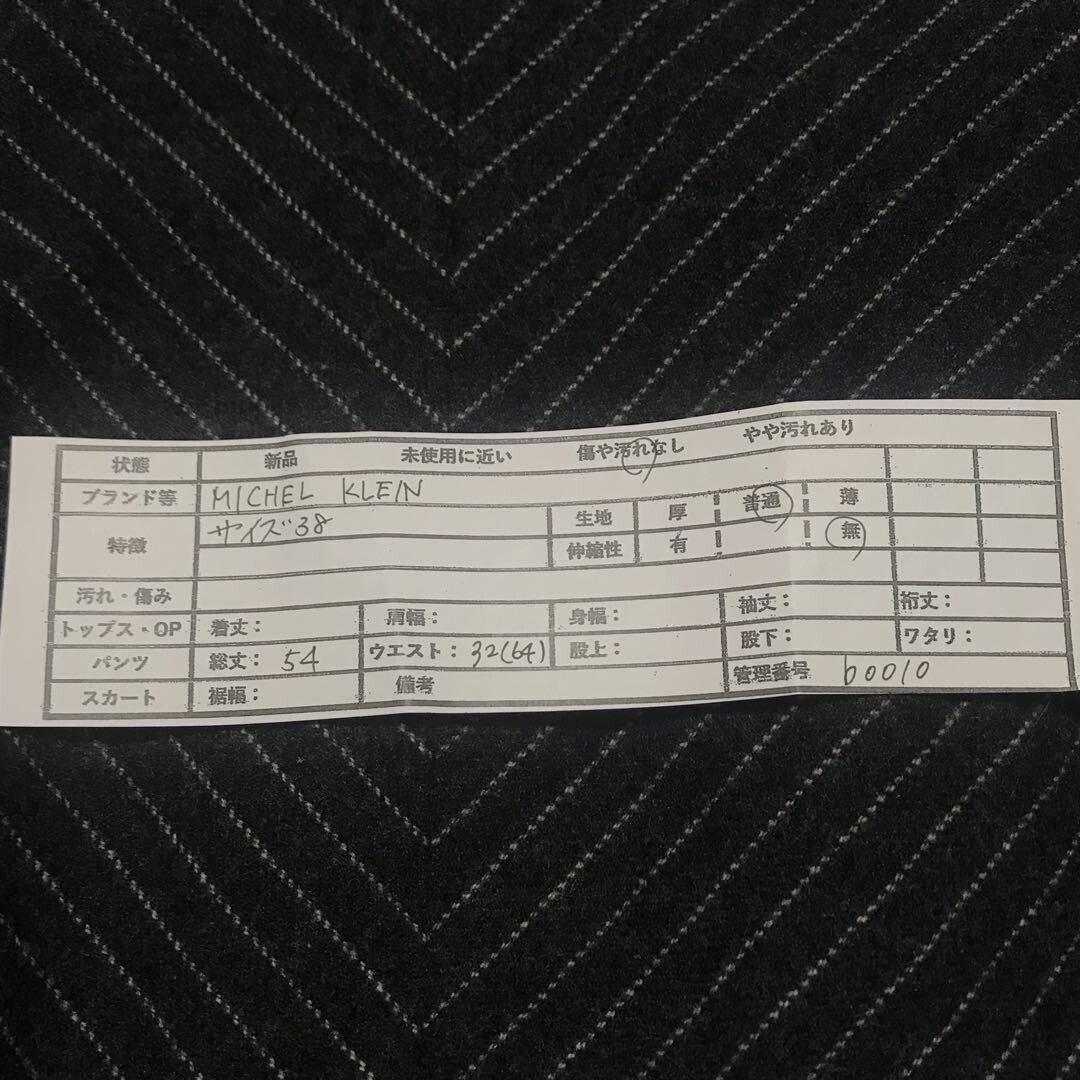 状態 新品 未使用に近い 傷や汚れなし やや汚れあり
ブランド等 MICHEL KLEIN
特徴 サイズ38
生地 厚 普通 薄
伸縮性 有 無
汚れ・傷み
トップス・OP 着丈: 肩幅: 身幅: 袖丈: 裄丈:
パンツ 総丈: 54 ウエスト: 32(64) 股上: 股下: ワタリ:
スカート 裾幅: 備考 管理番号 b0010